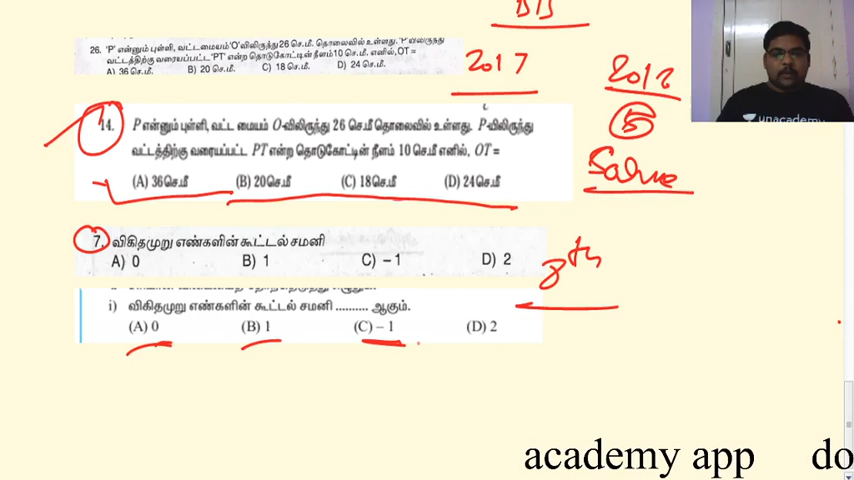 26. 'P' என்னும் புள்ளி, வட்டமையம் 'O'விலிருந்து 26 செ.மீ. தொலைவில் உள்ளது. 'P'விலிருந்து
வட்டத்திற்கு வரையப்பட்ட 'PT' என்ற தொடுகோட்டின் நீளம் 10 செ.மீ. எனில், OT =
A) 36 செ.மீ. B) 20 செ.மீ. C) 18 செ.மீ. D) 24 செ.மீ.
2017
2012
unacademy
14. P என்னும் புள்ளி, வட்ட மையம் O-விலிருந்து 26 செ.மீ தொலைவில் உள்ளது. P-விலிருந்து
வட்டத்திற்கு வரையப்பட்ட PT என்ற தொடுகோட்டின் நீளம் 10 செ.மீ எனில், OT =
(A) 36 செ.மீ (B) 20 செ.மீ (C) 18 செ.மீ (D) 24 செ.மீ
7. விகிதமுறு எண்களின் கூட்டல் சமனி
A) 0 B) 1 C) – 1 D) 2
8th
i) விகிதமுறு எண்களின் கூட்டல் சமனி .......... ஆகும்.
(A) 0 (B) 1 (C) – 1 (D) 2
academy app do